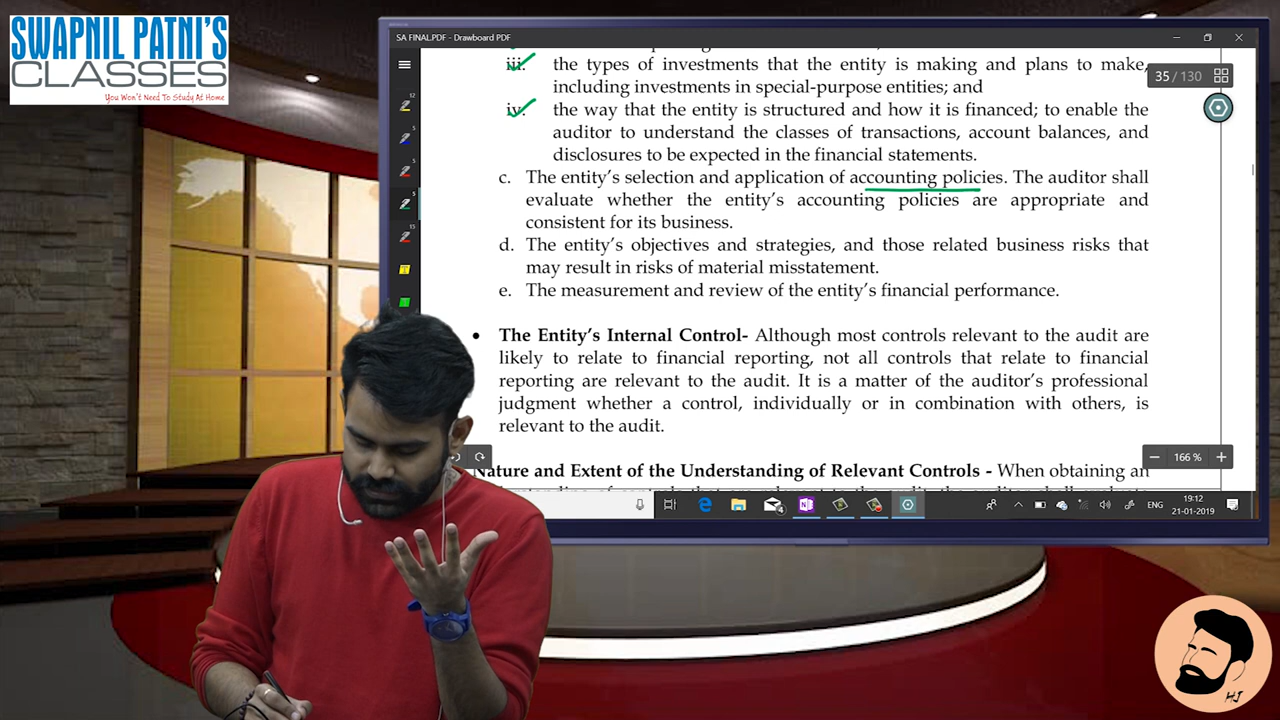 SWAPNIL PATNI'S
CLASSES
You Won't Need To Study At Home
SA FINAL.PDF - Drawboard PDF
iii. the types of investments that the entity is making and plans to make,
including investments in special-purpose entities; and
iv. the way that the entity is structured and how it is financed; to enable the
auditor to understand the classes of transactions, account balances, and
disclosures to be expected in the financial statements.
c. The entity's selection and application of accounting policies. The auditor shall
evaluate whether the entity's accounting policies are appropriate and
consistent for its business.
d. The entity's objectives and strategies, and those related business risks that
may result in risks of material misstatement.
e. The measurement and review of the entity's financial performance.
• The Entity's Internal Control- Although most controls relevant to the audit are
likely to relate to financial reporting, not all controls that relate to financial
reporting are relevant to the audit. It is a matter of the auditor's professional
judgment whether a control, individually or in combination with others, is
relevant to the audit.
Nature and Extent of the Understanding of Relevant Controls - When obtaining an
35 / 130
166 %
ENG
19:12
21-01-2019
HJ